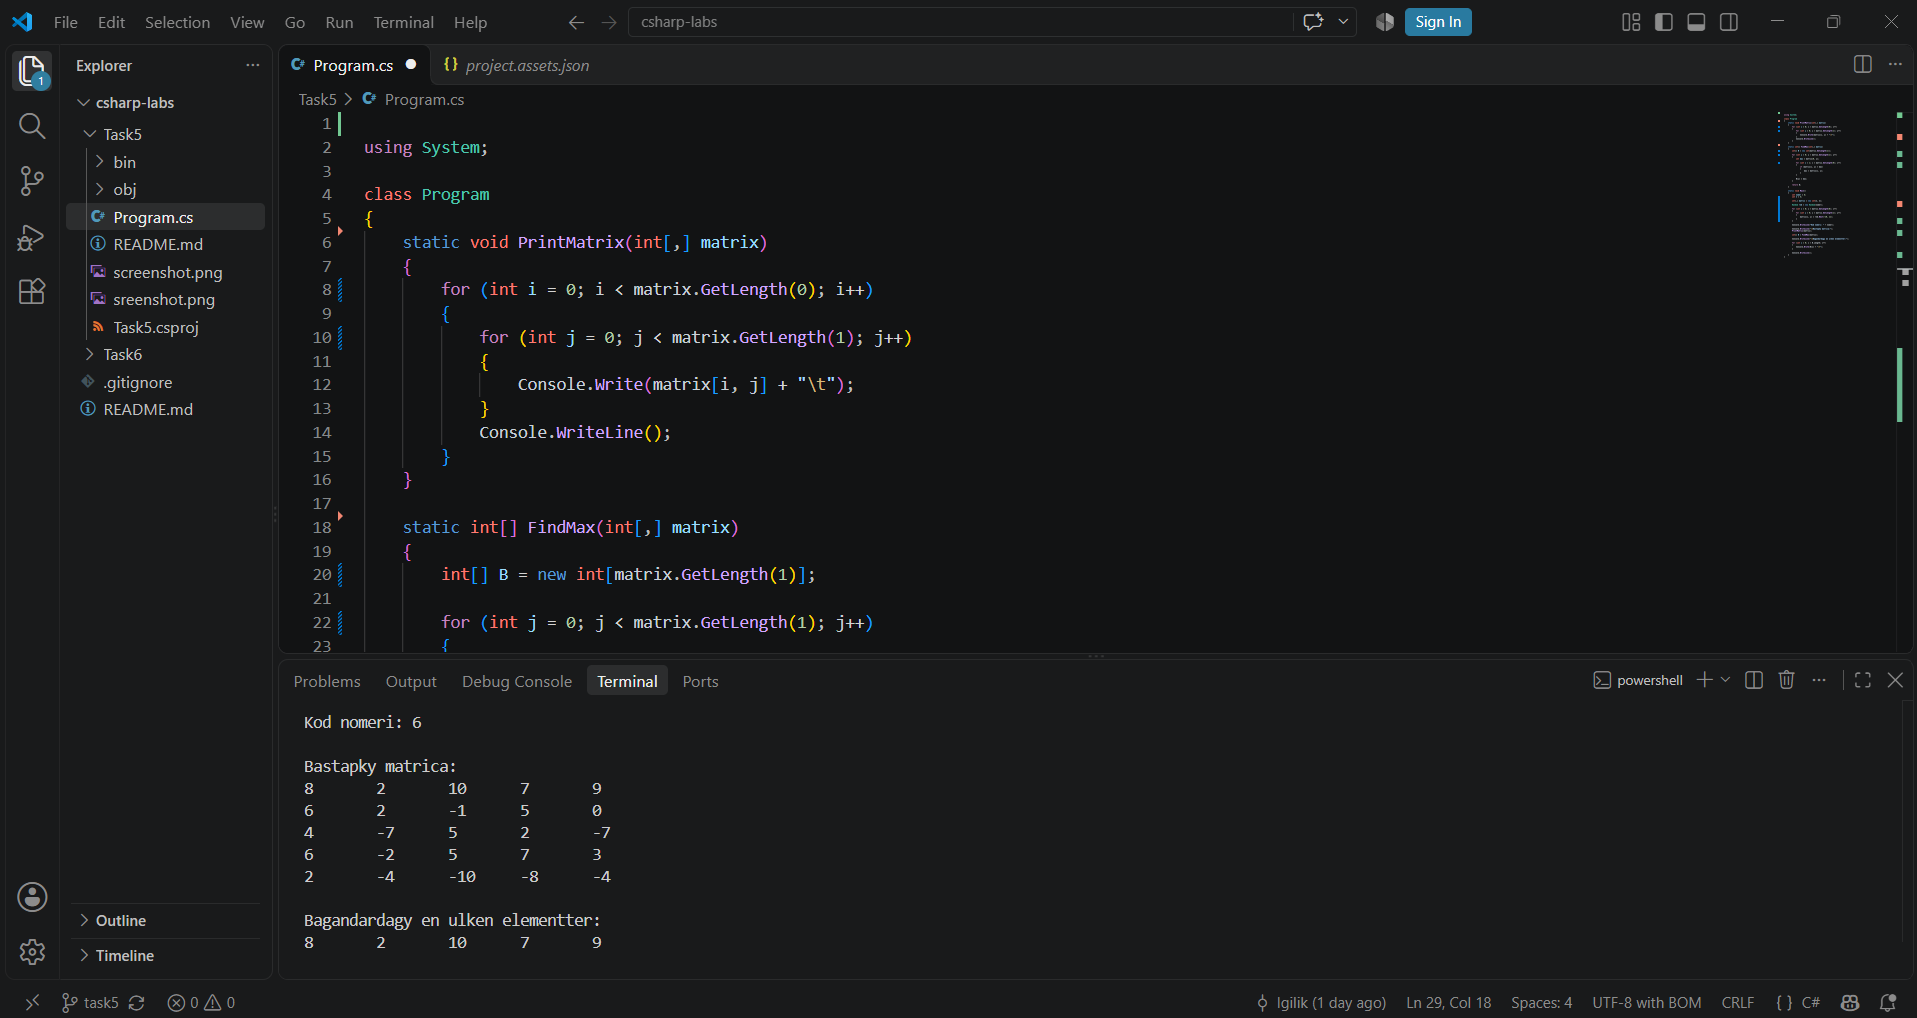 File Edit Selection View Go Run Terminal Help
csharp-labs
Sign In
Explorer
csharp-labs
Task5
bin
obj
C# Program.cs
README.md
screenshot.png
sreenshot.png
Task5.csproj
Task6
.gitignore
README.md
Outline
Timeline
1
C# Program.cs
{} project.assets.json
Task5 > C# Program.cs
1
2 using System;
3
4 class Program
5 {
6 static void PrintMatrix(int[,] matrix)
7 {
8 for (int i = 0; i < matrix.GetLength(0); i++)
9 {
10 for (int j = 0; j < matrix.GetLength(1); j++)
11 {
12 Console.Write(matrix[i, j] + "\t");
13 }
14 Console.WriteLine();
15 }
16 }
17
18 static int[] FindMax(int[,] matrix)
19 {
20 int[] B = new int[matrix.GetLength(1)];
21
22 for (int j = 0; j < matrix.GetLength(1); j++)
23 {
Problems Output Debug Console Terminal Ports
powershell
Kod nomeri: 6
Bastapky matrica:
8 2 10 7 9
6 2 -1 5 0
4 -7 5 2 -7
6 -2 5 7 3
2 -4 -10 -8 -4
Bagandardagy en ulken elementter:
8 2 10 7 9
task5 0 0 Igilik (1 day ago) Ln 29, Col 18 Spaces: 4 UTF-8 with BOM CRLF {} C#